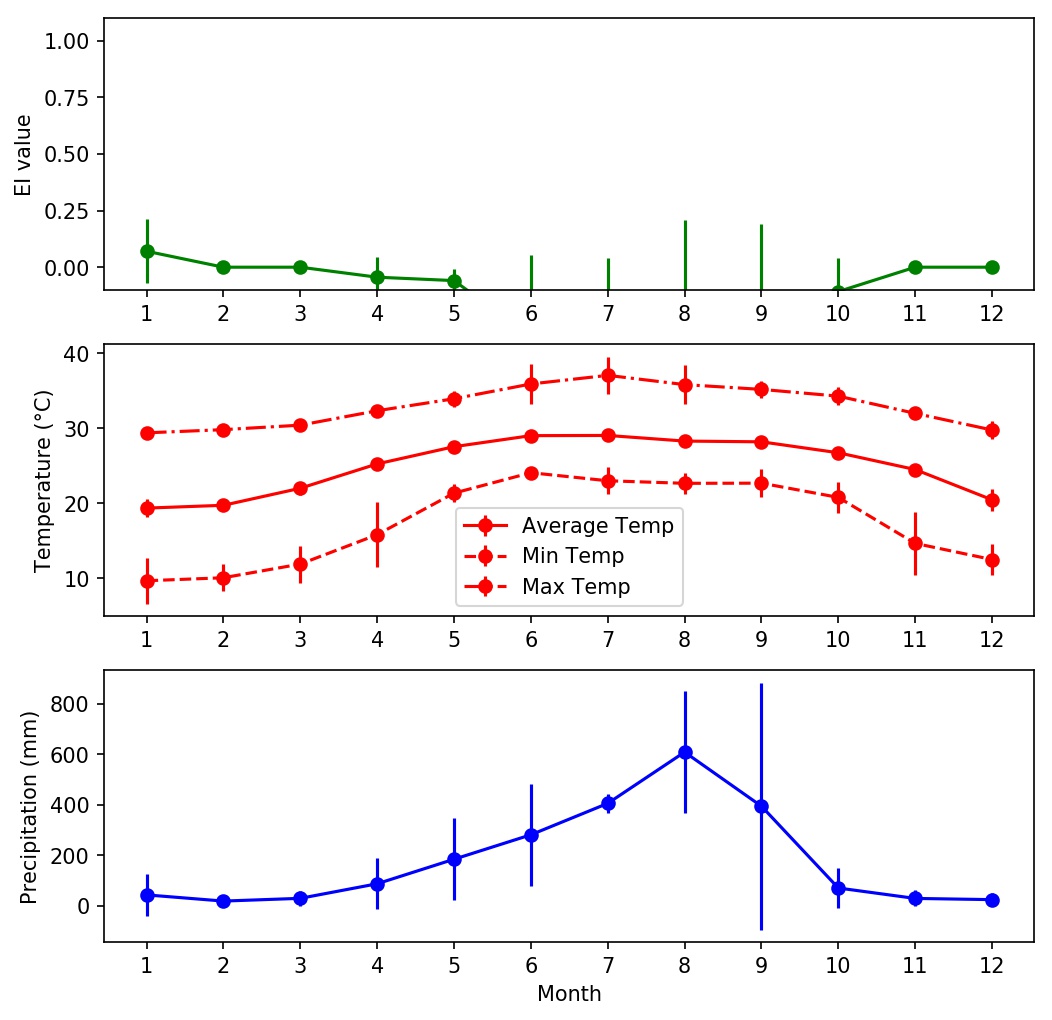 1.00
0.75
0.50
0.25
0.00
EI value
1 2 3 4 5 6 7 8 9 10 11 12
40
30
20
10
Temperature (°C)
Average Temp
Min Temp
Max Temp
1 2 3 4 5 6 7 8 9 10 11 12
800
600
400
200
0
Precipitation (mm)
1 2 3 4 5 6 7 8 9 10 11 12
Month